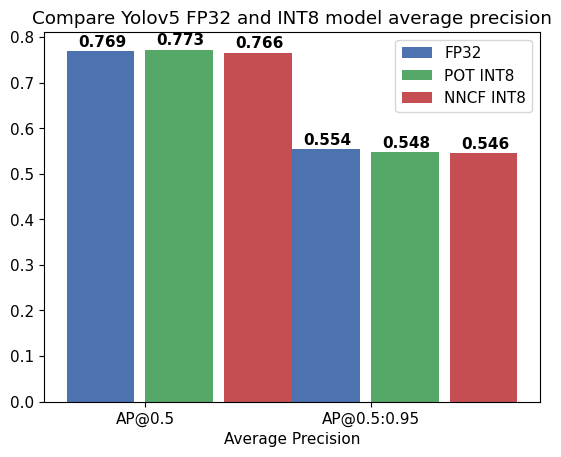 Compare Yolov5 FP32 and INT8 model average precision
0.8
0.7
0.6
0.5
0.4
0.3
0.2
0.1
0.0
0.769
0.773
0.766
0.554
0.548
0.546
FP32
POT INT8
NNCF INT8
AP@0.5
AP@0.5:0.95
Average Precision